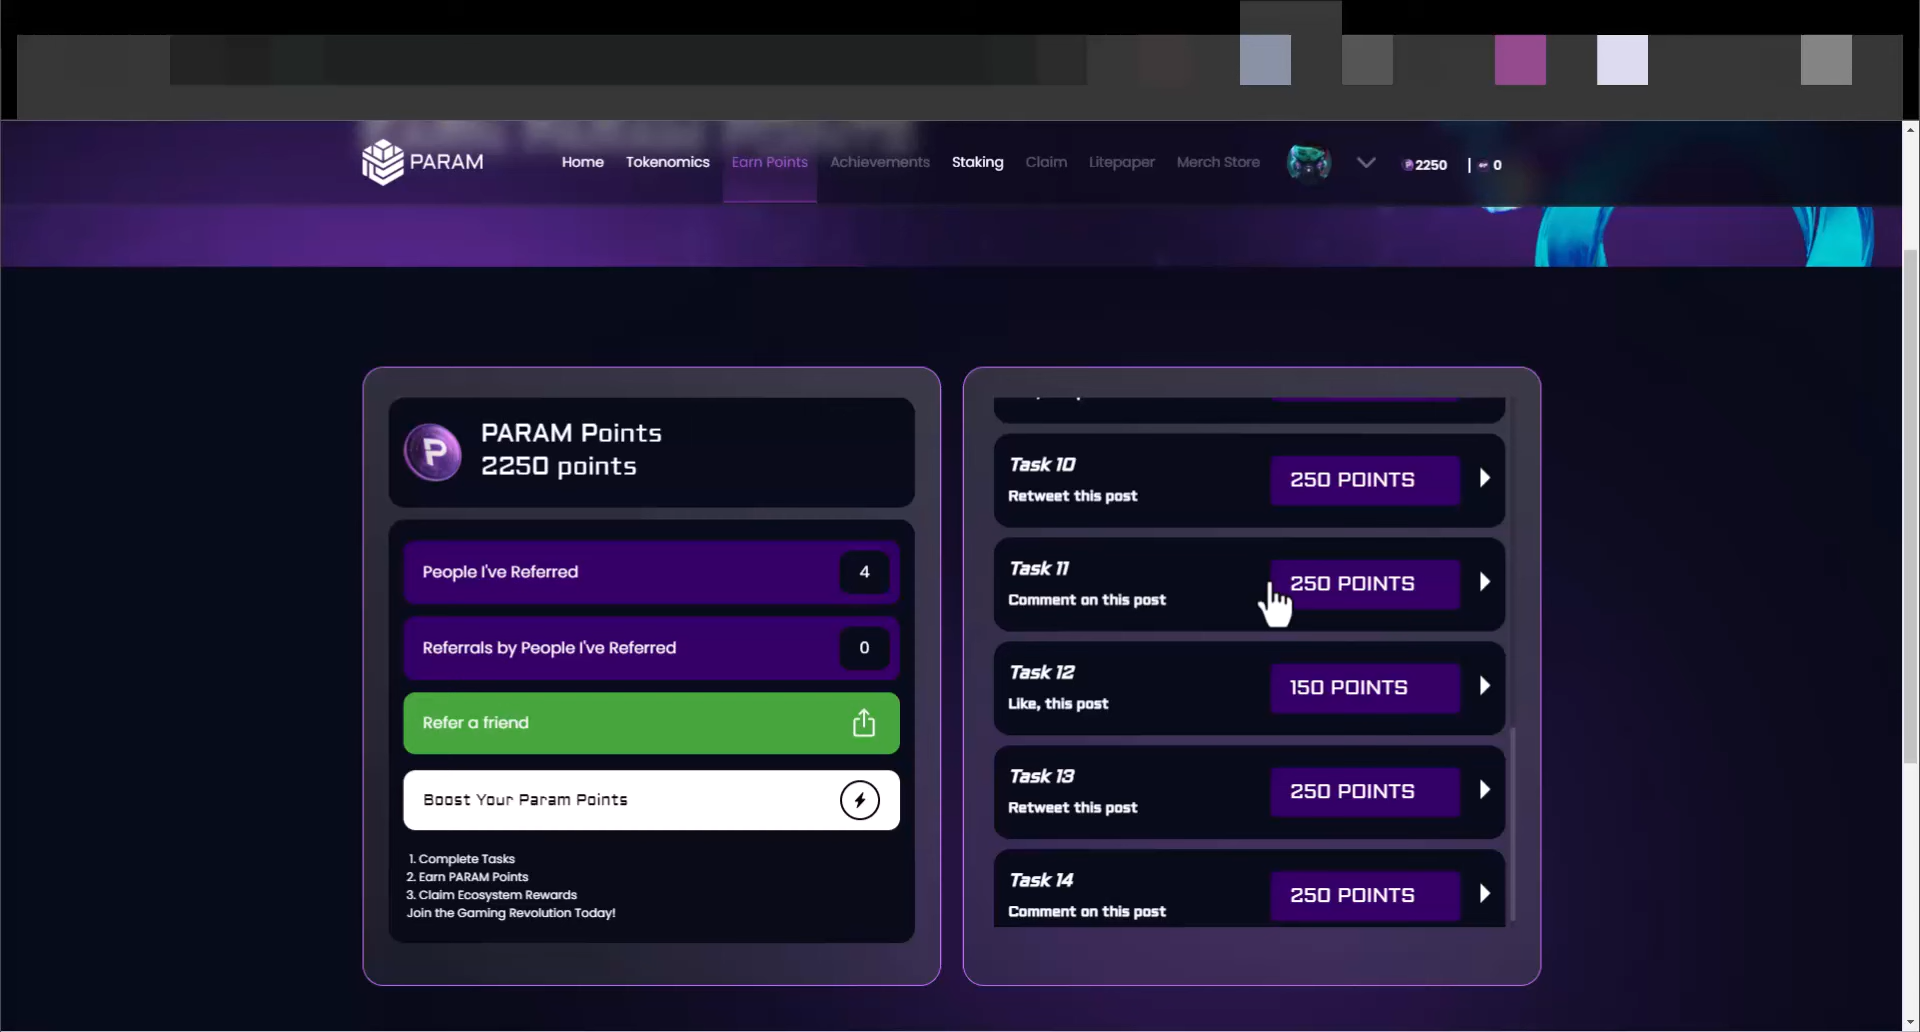 PARAM
Home
Tokenomics
Earn Points
Achievements
Staking
Claim
Litepaper
Merch Store
2250
| 0
PARAM Points
2250 points
People I've Referred
4
Referrals by People I've Referred
0
Refer a friend
Boost Your Param Points
1. Complete Tasks
2. Earn PARAM Points
3. Claim Ecosystem Rewards
Join the Gaming Revolution Today!
Task 10
Retweet this post
250 POINTS
Task 11
Comment on this post
250 POINTS
Task 12
Like, this post
150 POINTS
Task 13
Retweet this post
250 POINTS
Task 14
Comment on this post
250 POINTS